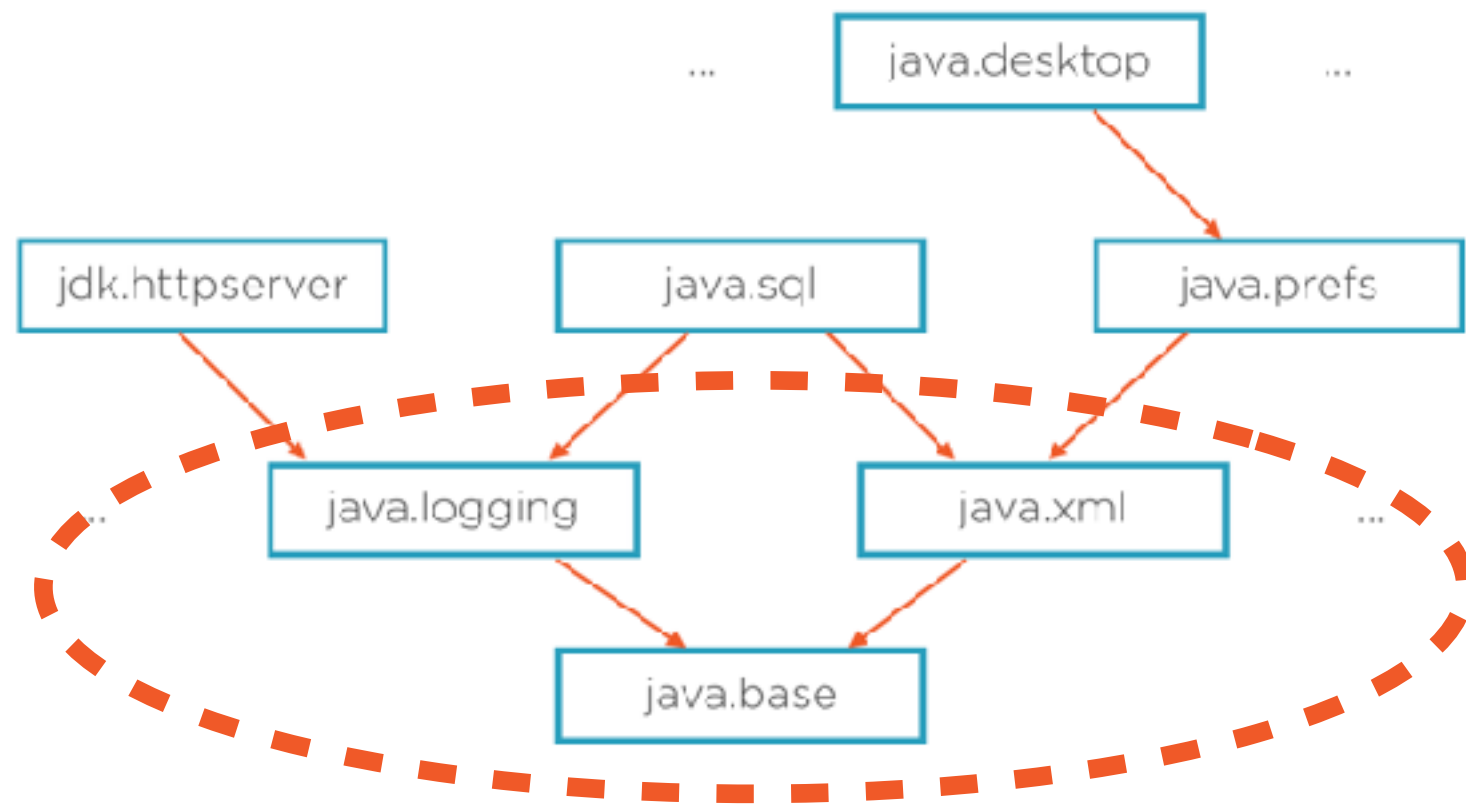 ... java.desktop ...
jdk.httpserver java.sql java.prefs
... java.logging java.xml ...
java.base